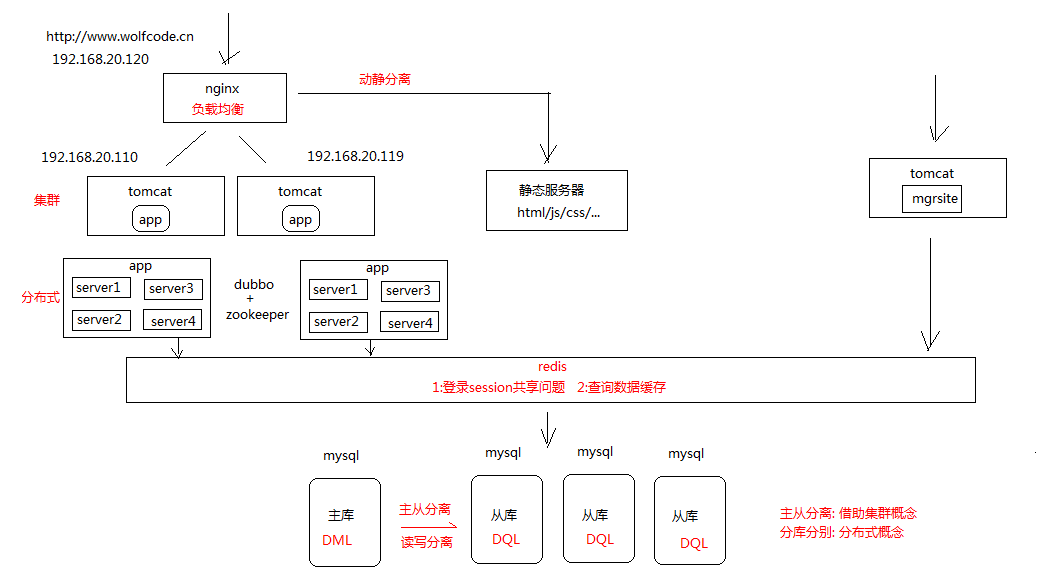 http://www.wolfcode.cn
192.168.20.120
nginx
负载均衡
动静分离
192.168.20.110
192.168.20.119
集群
tomcat
app
tomcat
app
静态服务器
html/js/css/...
tomcat
mgrsite
分布式
app
server1
server3
server2
server4
dubbo
+
zookeeper
app
server1
server3
server2
server4
redis
1:登录session共享问题 2:查询数据缓存
mysql
主库
DML
主从分离
读写分离
mysql
从库
DQL
mysql
从库
DQL
mysql
从库
DQL
主从分离: 借助集群概念
分库分别: 分布式概念